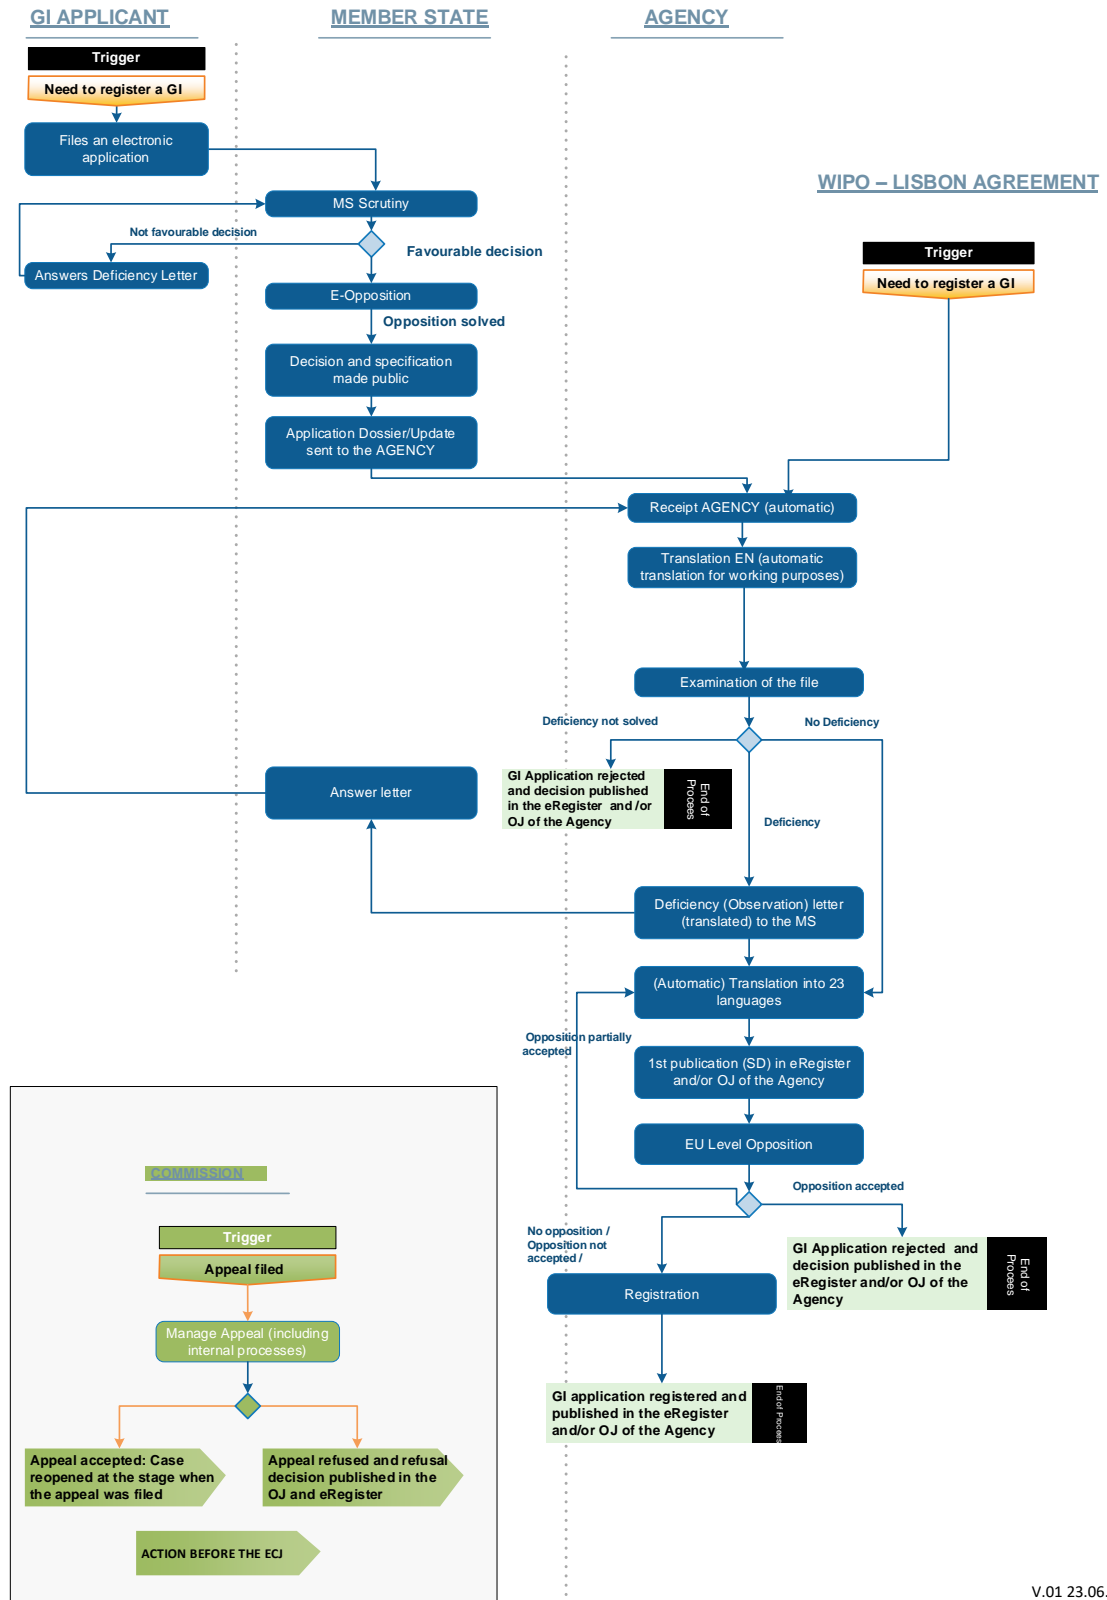 GI APPLICANT
MEMBER STATE
AGENCY
Trigger
Need to register a GI
Files an electronic
application
WIPO – LISBON AGREEMENT
MS Scrutiny
Not favourable decision
Favourable decision
Trigger
Answers Deficiency Letter
Need to register a GI
E-Opposition
Opposition solved
Decision and specification
made public
Application Dossier/Update
sent to the AGENCY
Receipt AGENCY (automatic)
Translation EN (automatic
translation for working purposes)
Examination of the file
Deficiency not solved
No Deficiency
GI Application rejected
and decision published
in the eRegister and /or
OJ of the Agency
End of
Procees
Answer letter
Deficiency
Deficiency (Observation) letter
(translated) to the MS
(Automatic) Translation into 23
languages
Opposition partially
accepted
1st publication (SD) in eRegister
and/or OJ of the Agency
EU Level Opposition
Opposition accepted
No opposition /
Opposition not
accepted /
GI Application rejected and
decision published in the
eRegister and/or OJ of the
Agency
End of
Procees
Registration
GI application registered and
published in the eRegister
and/or OJ of the Agency
End of Procees
COMMISSION
Trigger
Appeal filed
Manage Appeal (including
internal processes)
Appeal accepted: Case
reopened at the stage when
the appeal was filed
Appeal refused and refusal
decision published in the
OJ and eRegister
ACTION BEFORE THE ECJ
V.01 23.06.